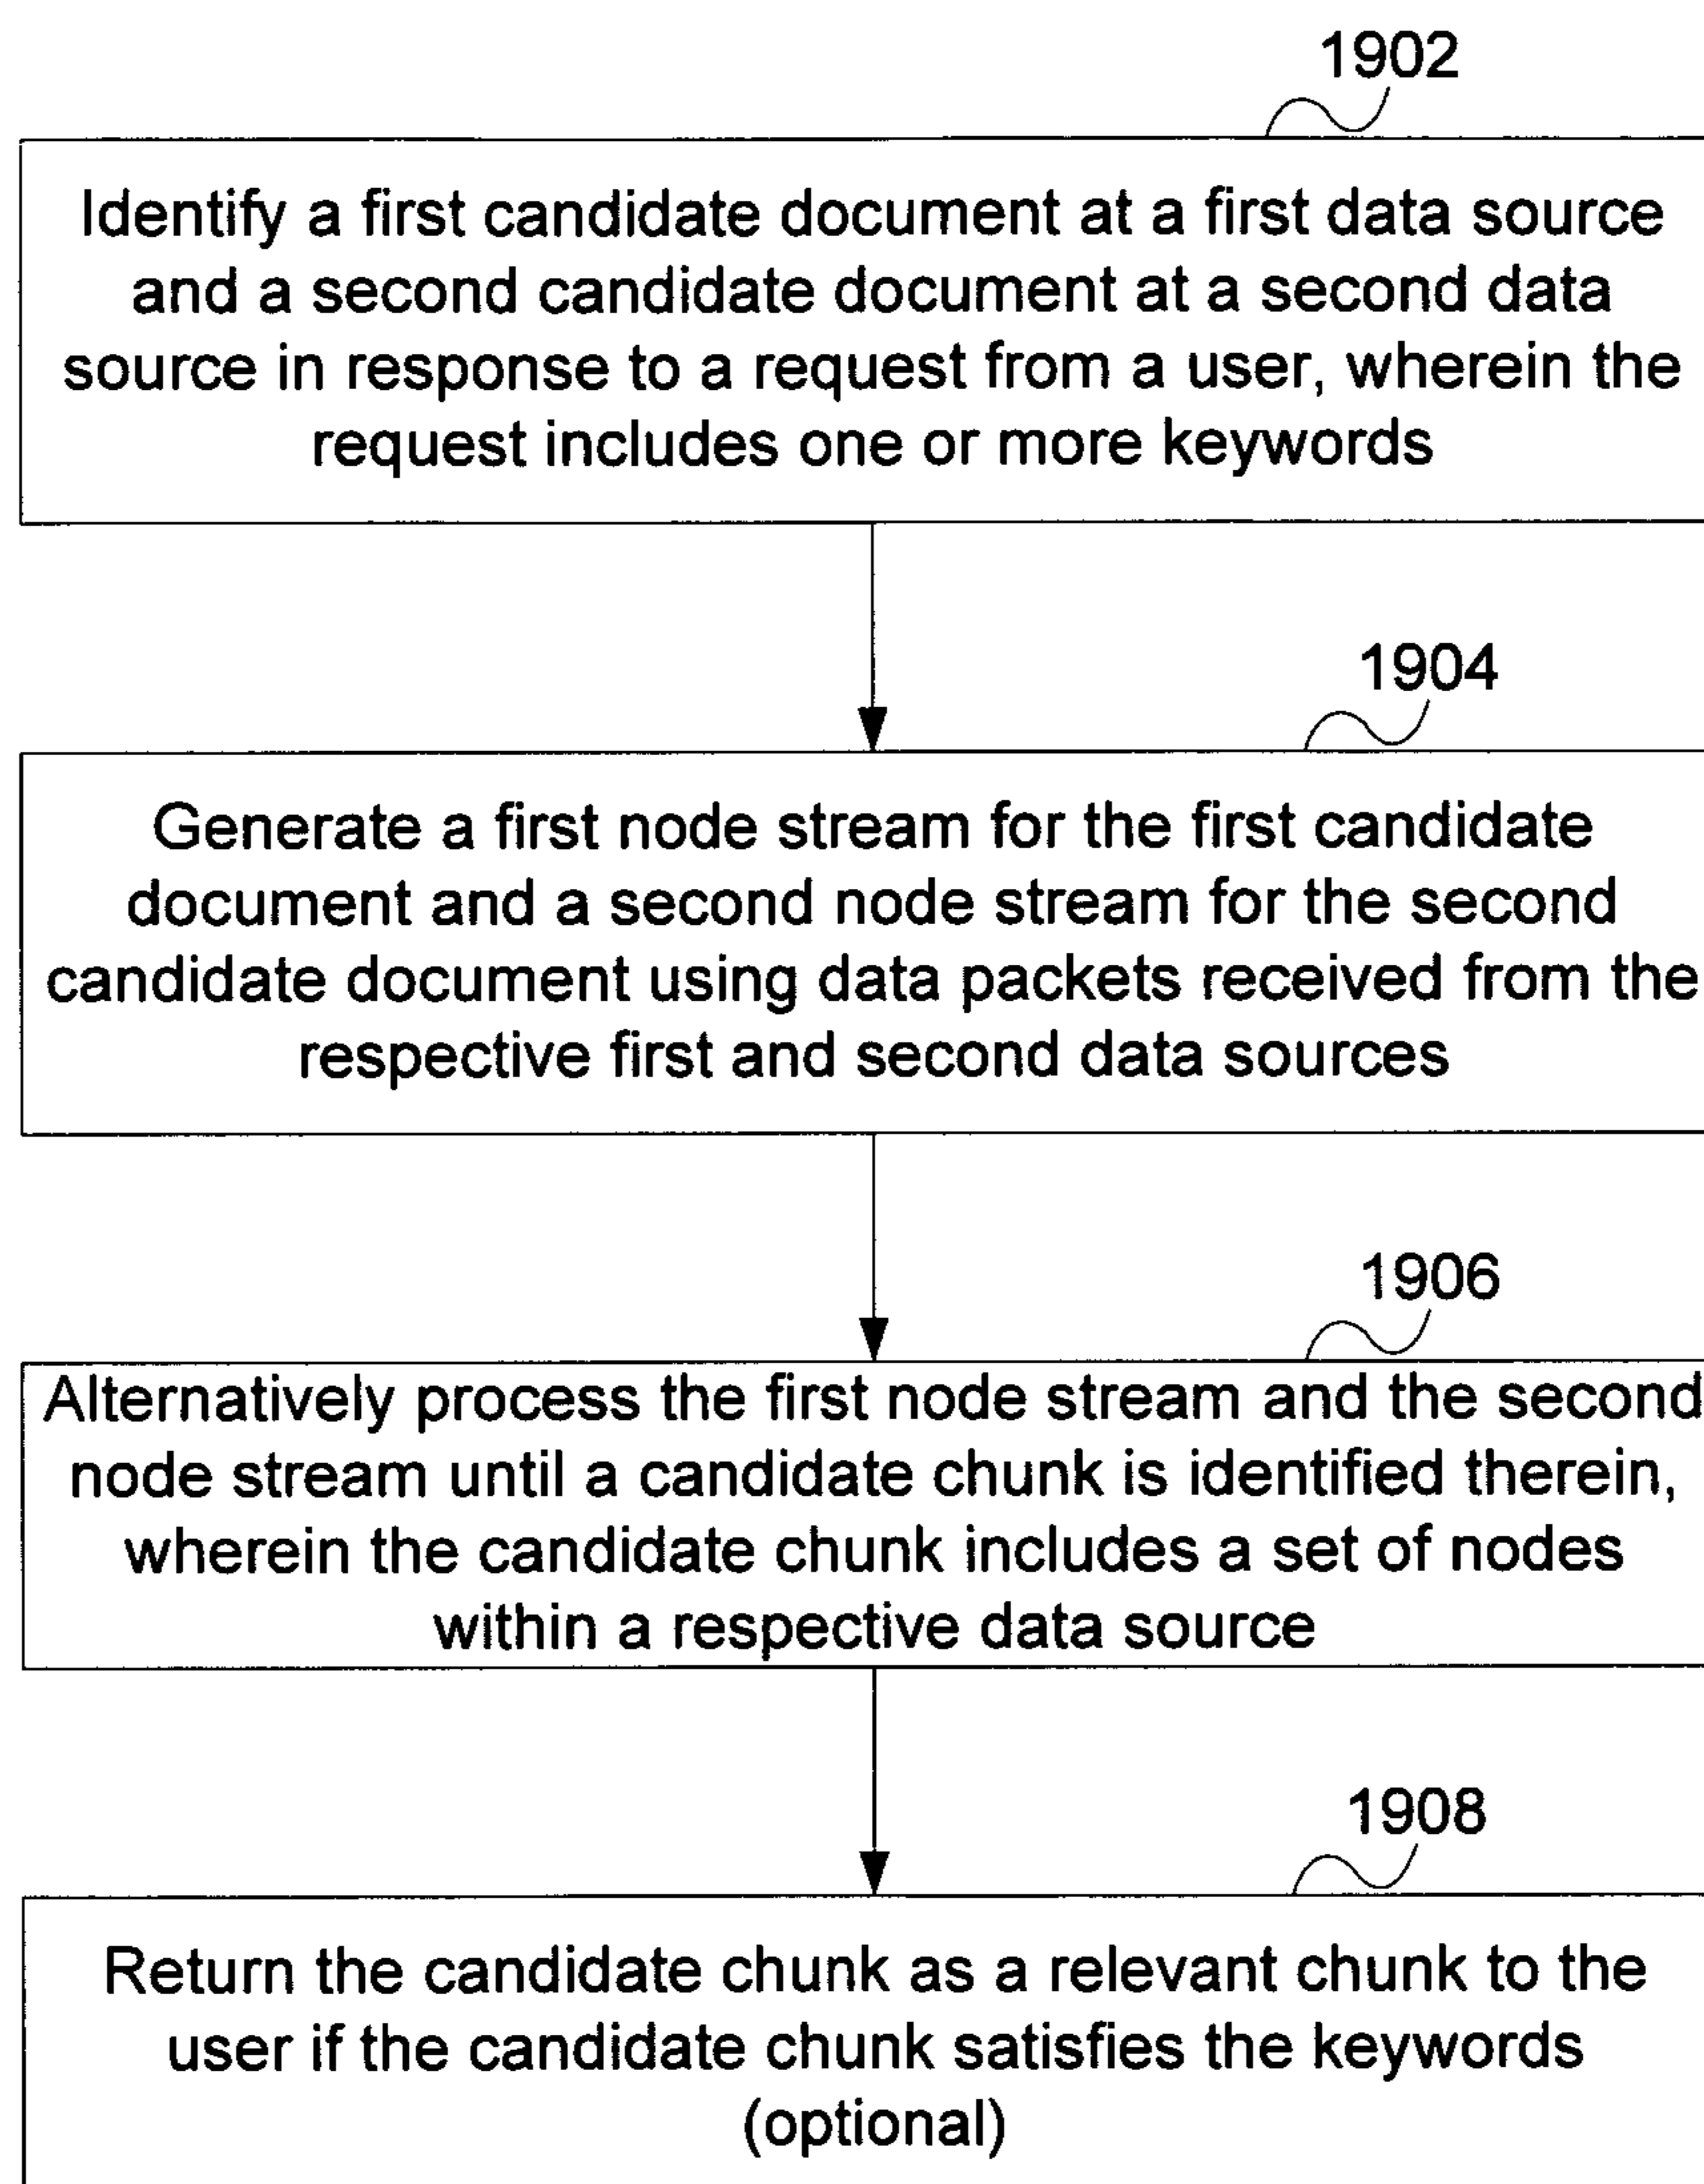 1902
Identify a first candidate document at a first data source
and a second candidate document at a second data
source in response to a request from a user, wherein the
request includes one or more keywords
1904
Generate a first node stream for the first candidate
document and a second node stream for the second
candidate document using data packets received from the
respective first and second data sources
1906
Alternatively process the first node stream and the second
node stream until a candidate chunk is identified therein,
wherein the candidate chunk includes a set of nodes
within a respective data source
1908
Return the candidate chunk as a relevant chunk to the
user if the candidate chunk satisfies the keywords
(optional)